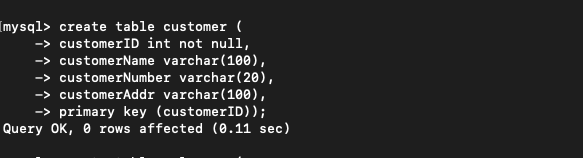 mysql> create table customer (
-> customerID int not null,
-> customerName varchar(100),
-> customerNumber varchar(20),
-> customerAddr varchar(100),
-> primary key (customerID));
Query OK, 0 rows affected (0.11 sec)